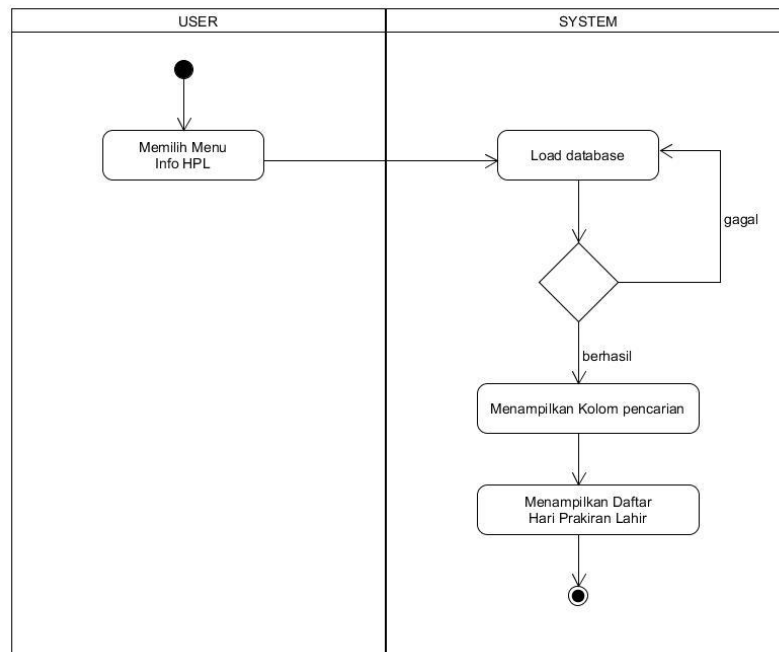 USER
SYSTEM
Memilih Menu
Info HPL
Load database
gagal
berhasil
Menampilkan Kolom pencarian
Menampilkan Daftar
Hari Prakiran Lahir